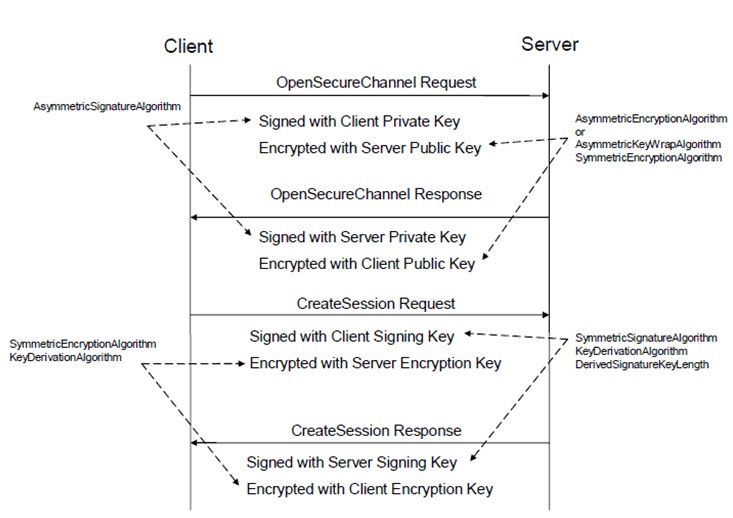 Client
Server
OpenSecureChannel Request
AsymmetricSignatureAlgorithm
Signed with Client Private Key
Encrypted with Server Public Key
AsymmetricEncryptionAlgorithm
or
AsymmetricKeyWrapAlgorithm
SymmetricEncryptionAlgorithm
OpenSecureChannel Response
Signed with Server Private Key
Encrypted with Client Public Key
CreateSession Request
Signed with Client Signing Key
Encrypted with Server Encryption Key
SymmetricEncryptionAlgorithm
KeyDerivationAlgorithm
SymmetricSignatureAlgorithm
KeyDerivationAlgorithm
DerivedSignatureKeyLength
CreateSession Response
Signed with Server Signing Key
Encrypted with Client Encryption Key